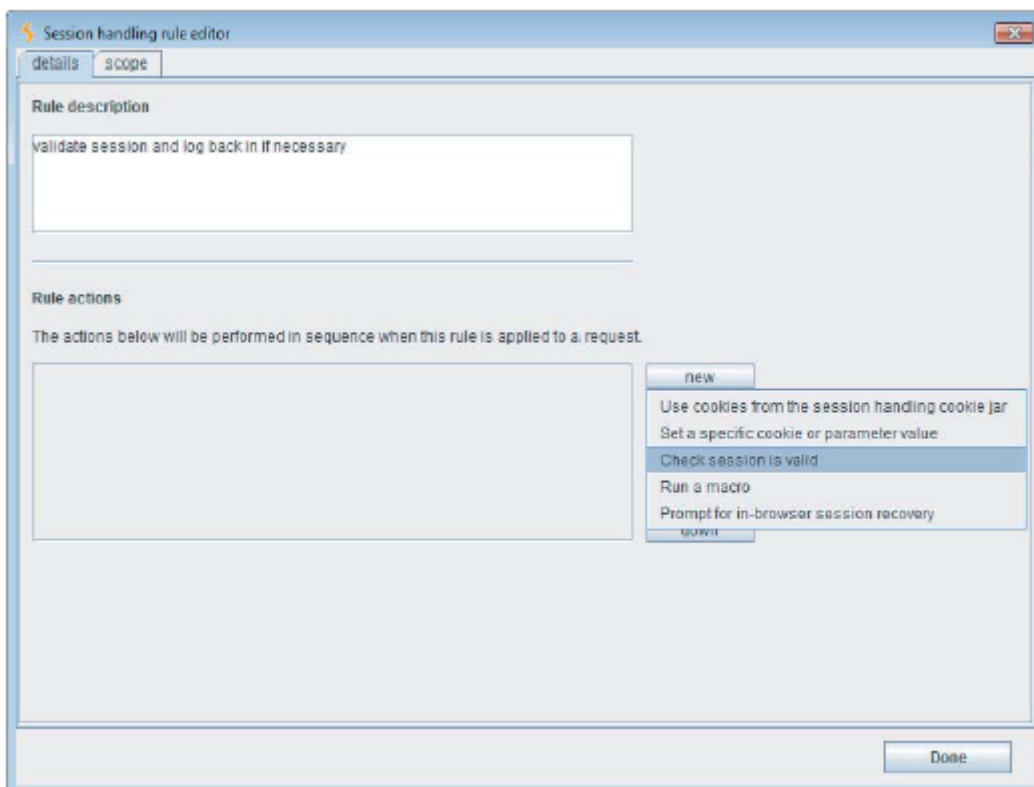 Session handling rule editor
details scope
Rule description
validate session and log back in if necessary
Rule actions
The actions below will be performed in sequence when this rule is applied to a request.
new
Use cookies from the session handling cookie jar
Set a specific cookie or parameter value
Check session is valid
Run a macro
Prompt for in-browser session recovery
down
Done